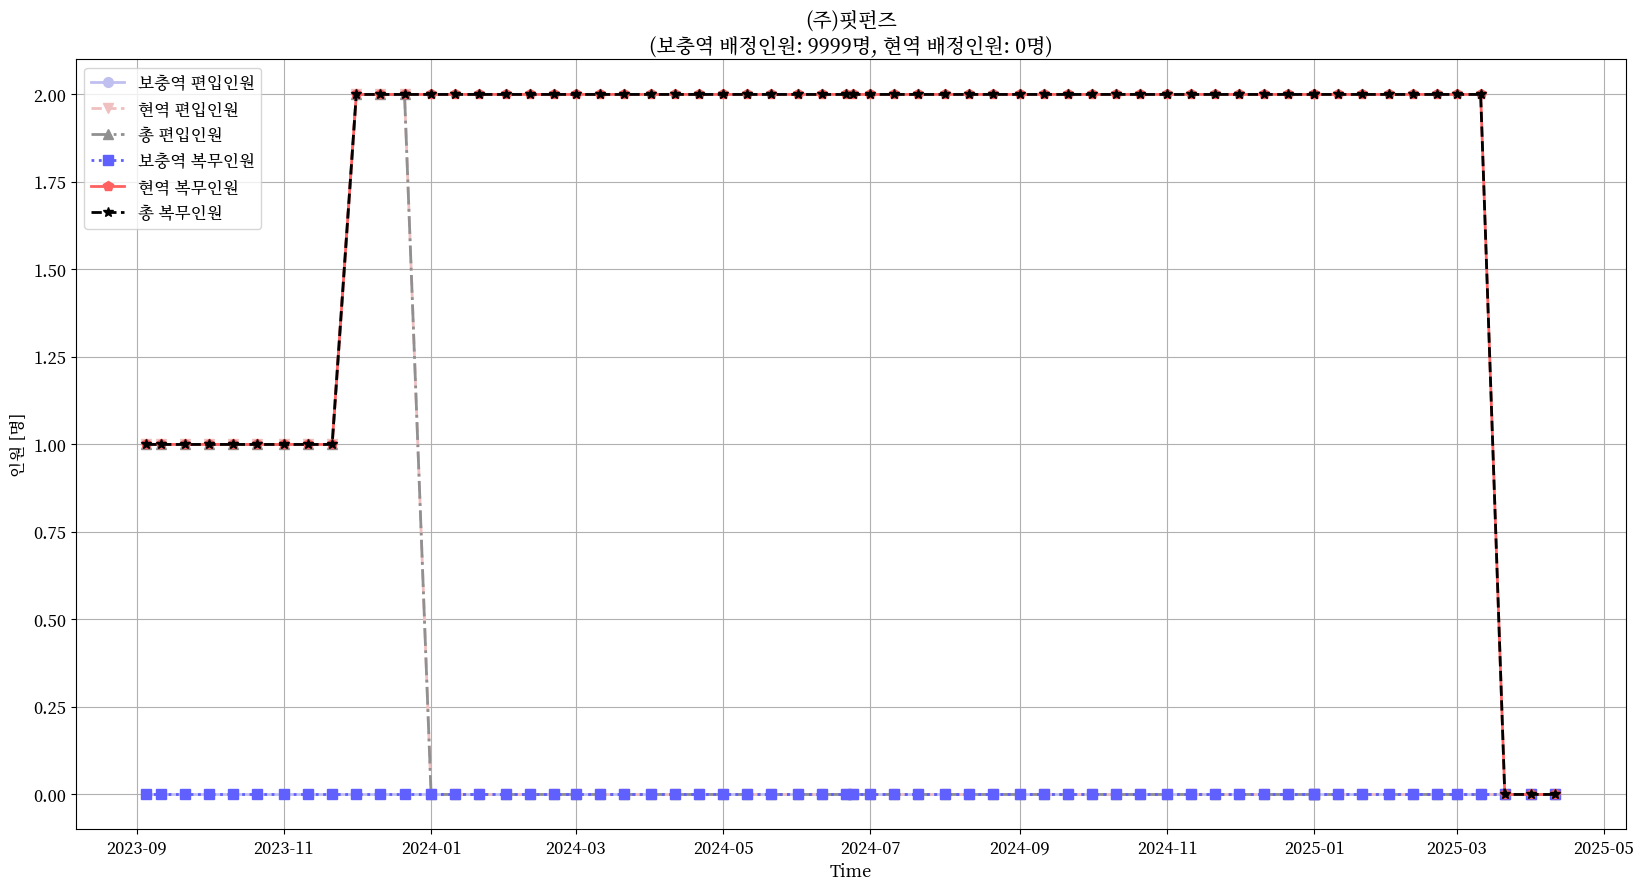 (주)핏펀즈
(보충역 배정인원: 9999명, 현역 배정인원: 0명)
보충역 편입인원
현역 편입인원
총 편입인원
보충역 복무인원
현역 복무인원
총 복무인원
2.00
1.75
1.50
1.25
1.00
0.75
0.50
0.25
0.00
인원 [명]
2023-09
2023-11
2024-01
2024-03
2024-05
2024-07
2024-09
2024-11
2025-01
2025-03
2025-05
Time